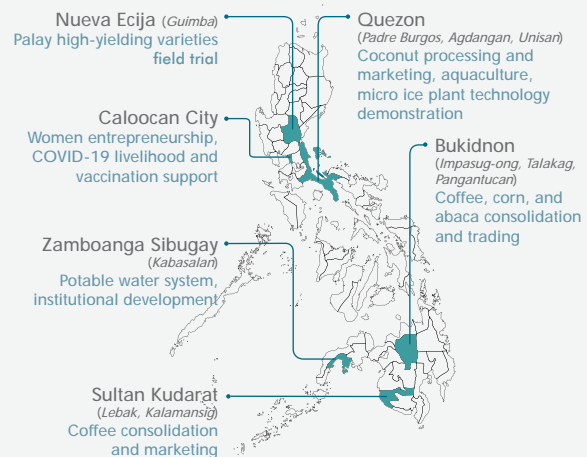 Nueva Ecija (Guimba)
Palay high-yielding varieties
field trial
Quezon
(Padre Burgos, Agdangan, Unisan)
Coconut processing and
marketing, aquaculture,
micro ice plant technology
demonstration
Caloocan City
Women entrepreneurship,
COVID-19 livelihood and
vaccination support
Bukidnon
(Impasug-ong, Talakag,
Pangantucan)
Coffee, corn, and
abaca consolidation
and trading
Zamboanga Sibugay
(Kabasalan)
Potable water system,
institutional development
Sultan Kudarat
(Lebak, Kalamansig)
Coffee consolidation
and marketing